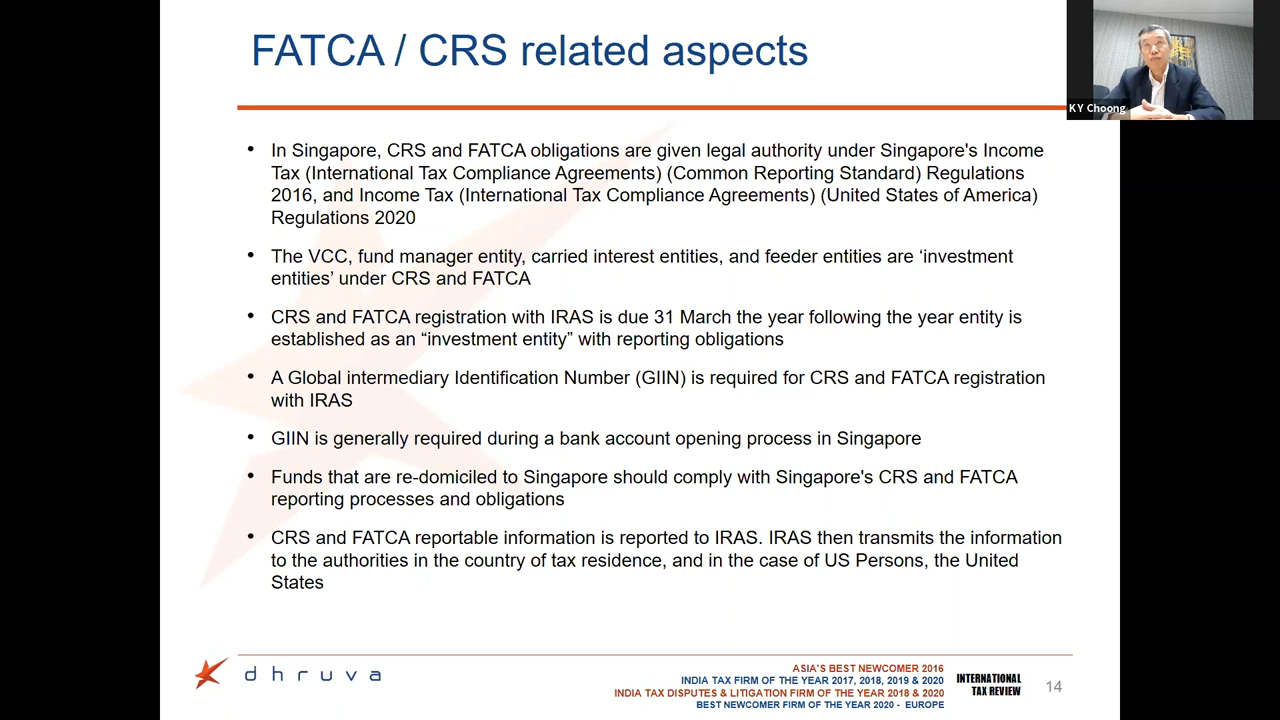 FATCA / CRS related aspects
KY Choong
• In Singapore, CRS and FATCA obligations are given legal authority under Singapore's Income
Tax (International Tax Compliance Agreements) (Common Reporting Standard) Regulations
2016, and Income Tax (International Tax Compliance Agreements) (United States of America)
Regulations 2020
• The VCC, fund manager entity, carried interest entities, and feeder entities are ‘investment
entities’ under CRS and FATCA
• CRS and FATCA registration with IRAS is due 31 March the year following the year entity is
established as an “investment entity” with reporting obligations
• A Global intermediary Identification Number (GIIN) is required for CRS and FATCA registration
with IRAS
• GIIN is generally required during a bank account opening process in Singapore
• Funds that are re-domiciled to Singapore should comply with Singapore's CRS and FATCA
reporting processes and obligations
• CRS and FATCA reportable information is reported to IRAS. IRAS then transmits the information
to the authorities in the country of tax residence, and in the case of US Persons, the United
States
dhruva
ASIA'S BEST NEWCOMER 2016
INDIA TAX FIRM OF THE YEAR 2017, 2018, 2019 & 2020
INDIA TAX DISPUTES & LITIGATION FIRM OF THE YEAR 2018 & 2020
BEST NEWCOMER FIRM OF THE YEAR 2020 - EUROPE
INTERNATIONAL
TAX REVIEW
14